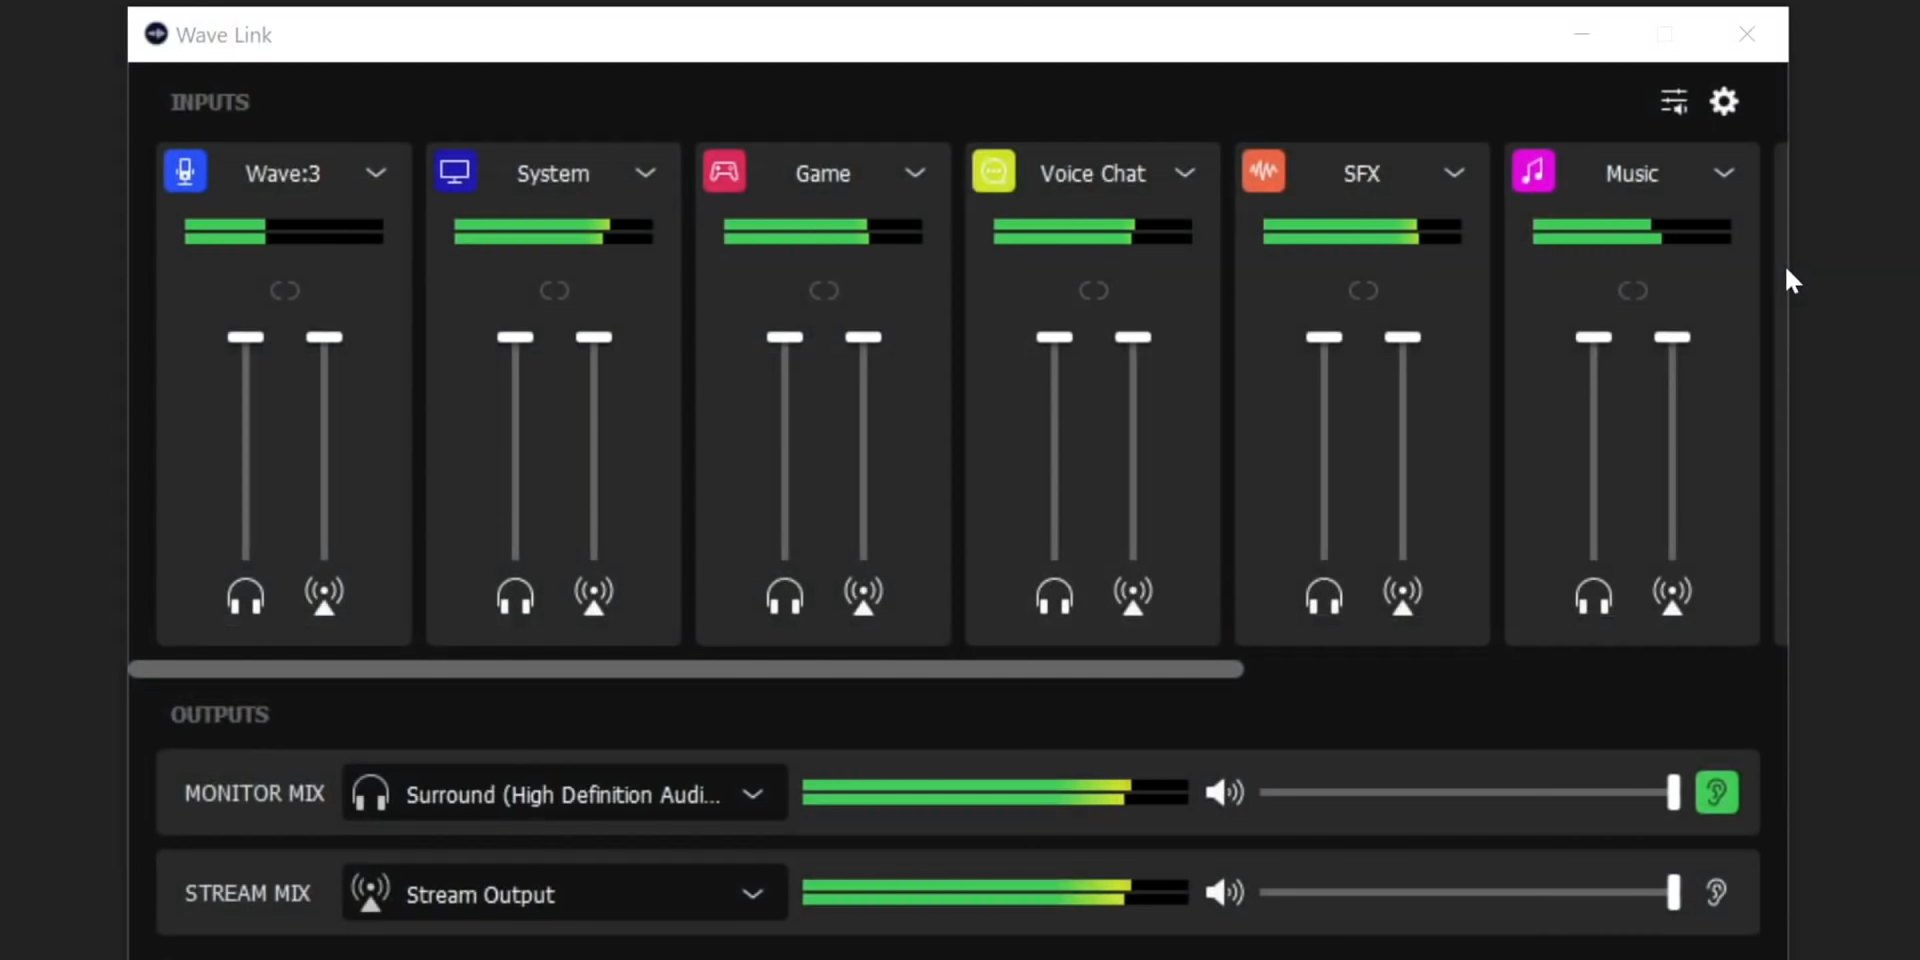 Wave Link
INPUTS
Wave:3
System
Game
Voice Chat
SFX
Music
OUTPUTS
MONITOR MIX
Surround (High Definition Audi...
STREAM MIX
Stream Output